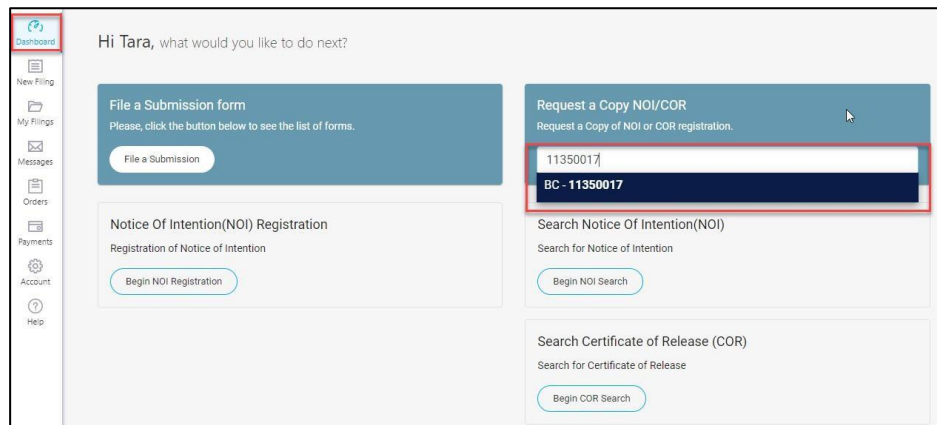 Dashboard
New Filing
My Filings
Messages
Orders
Payments
Account
Help
Hi Tara, what would you like to do next?
File a Submission form
Please, click the button below to see the list of forms.
File a Submission
Request a Copy NOI/COR
Request a Copy of NOI or COR registration.
11350017
BC - 11350017
Notice Of Intention(NOI) Registration
Registration of Notice of Intention
Begin NOI Registration
Search Notice Of Intention(NOI)
Search for Notice of Intention
Begin NOI Search
Search Certificate of Release (COR)
Search for Certificate of Release
Begin COR Search